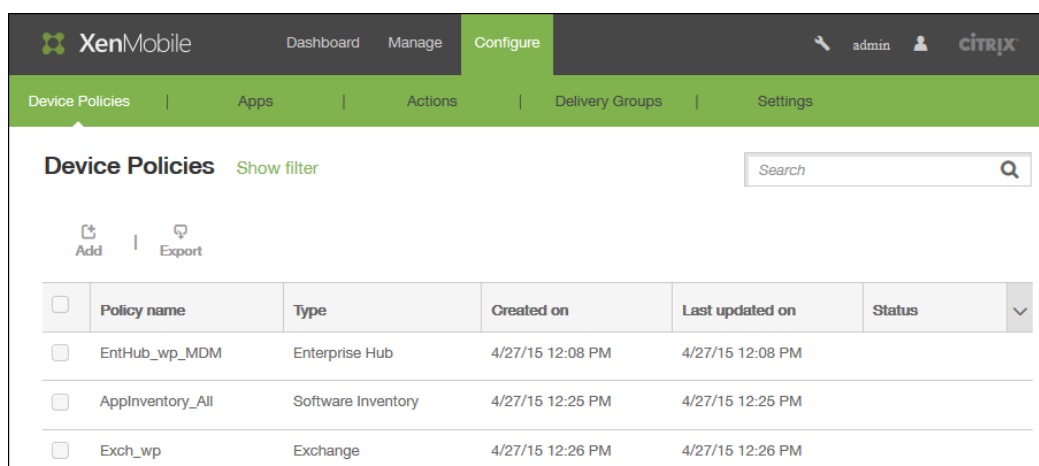 XenMobile Dashboard Manage Configure admin CİTRIX
Device Policies | Apps | Actions | Delivery Groups | Settings
Device Policies Show filter Search
Add | Export
Policy name Type Created on Last updated on Status
EntHub_wp_MDM Enterprise Hub 4/27/15 12:08 PM 4/27/15 12:08 PM
AppInventory_All Software Inventory 4/27/15 12:25 PM 4/27/15 12:25 PM
Exch_wp Exchange 4/27/15 12:26 PM 4/27/15 12:26 PM